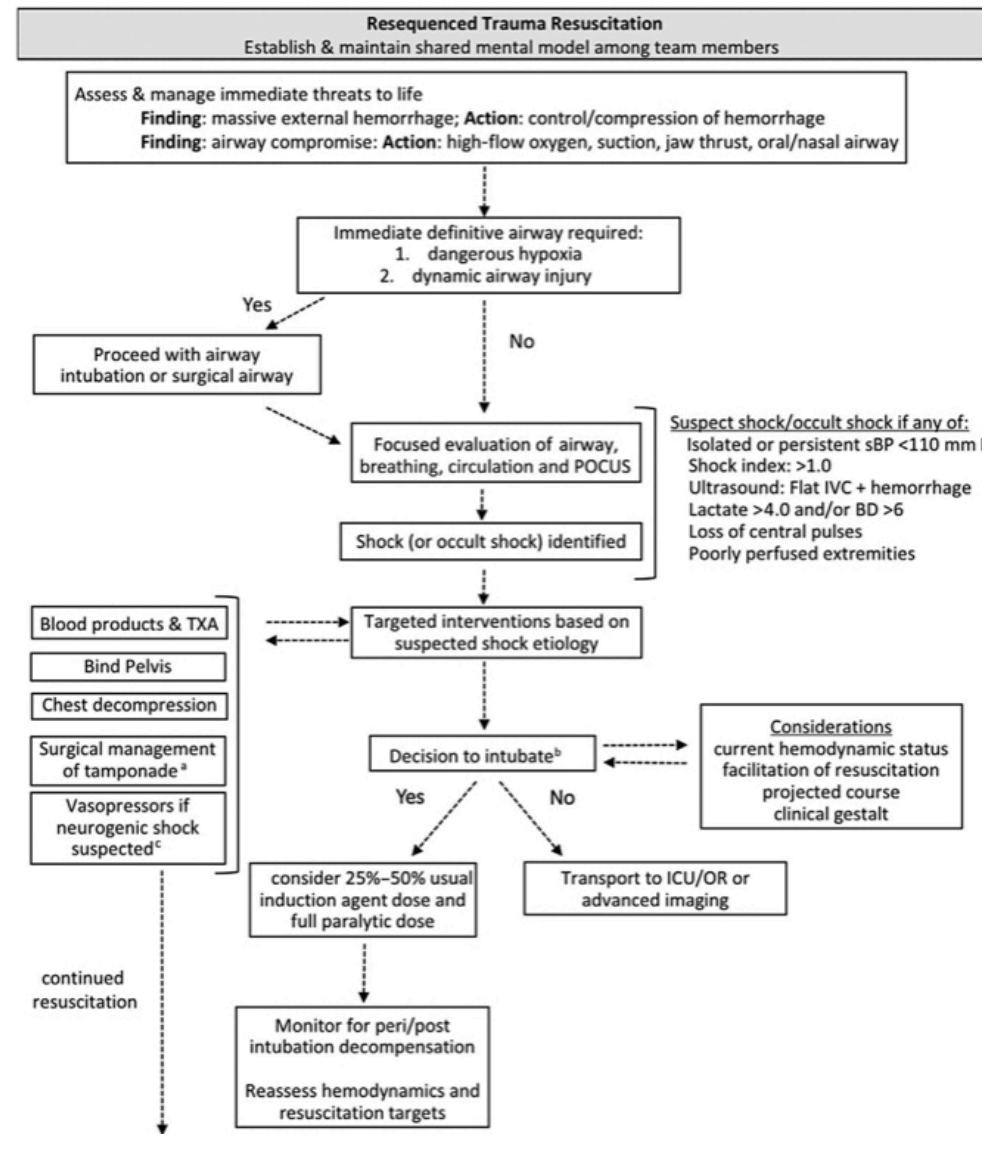 Resequenced Trauma Resuscitation
Establish & maintain shared mental model among team members
Assess & manage immediate threats to life
Finding: massive external hemorrhage; Action: control/compression of hemorrhage
Finding: airway compromise: Action: high-flow oxygen, suction, jaw thrust, oral/nasal airway
Immediate definitive airway required:
1. dangerous hypoxia
2. dynamic airway injury
Yes
No
Proceed with airway
intubation or surgical airway
Focused evaluation of airway,
breathing, circulation and POCUS
Shock (or occult shock) identified
Suspect shock/occult shock if any of:
Isolated or persistent sBP <110 mm
Shock index: >1.0
Ultrasound: Flat IVC + hemorrhage
Lactate >4.0 and/or BD >6
Loss of central pulses
Poorly perfused extremities
Targeted interventions based on
suspected shock etiology
Blood products & TXA
Bind Pelvis
Chest decompression
Surgical management
of tamponade a
Vasopressors if
neurogenic shock
suspected c
Decision to intubate b
Considerations
current hemodynamic status
facilitation of resuscitation
projected course
clinical gestalt
Yes
No
consider 25%–50% usual
induction agent dose and
full paralytic dose
Transport to ICU/OR or
advanced imaging
continued
resuscitation
Monitor for peri/post
intubation decompensation
Reassess hemodynamics and
resuscitation targets